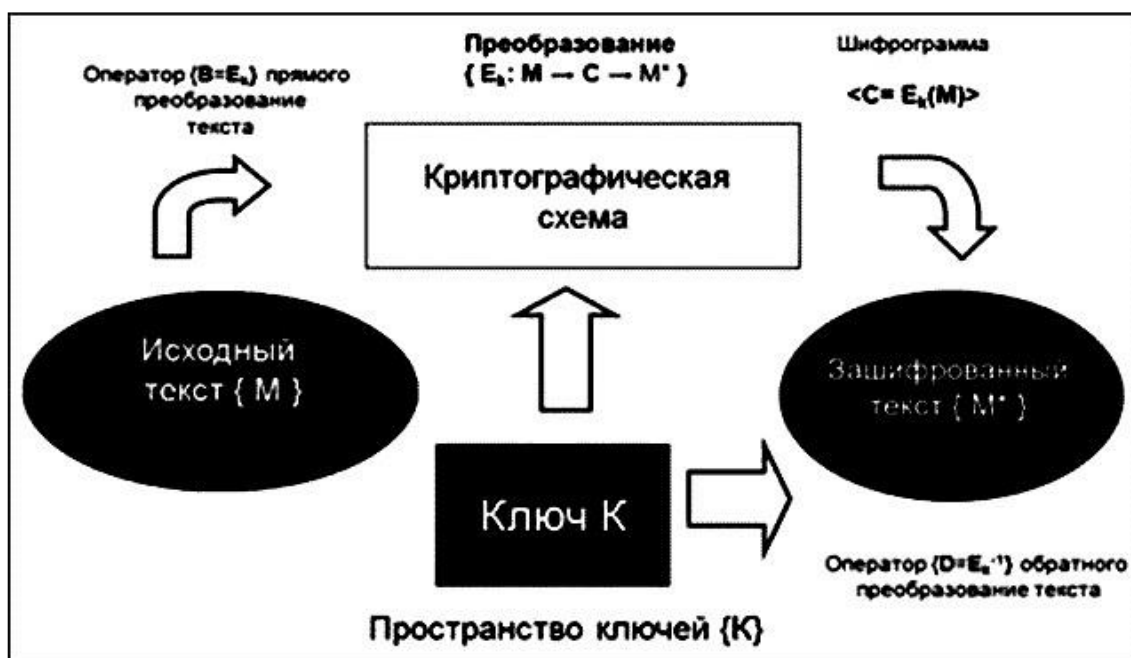 Преобразование
{ Eₖ: M → C → M* }
Шифрограмма
<C= Eₖ(M)>
Оператор {B=Eₖ} прямого
преобразование
текста
Криптографическая
схема
Исходный
текст { M }
Зашифрованный
текст { M* }
Ключ К
Оператор {D=Eₖ⁻¹} обратного
преобразование текста
Пространство ключей {К}